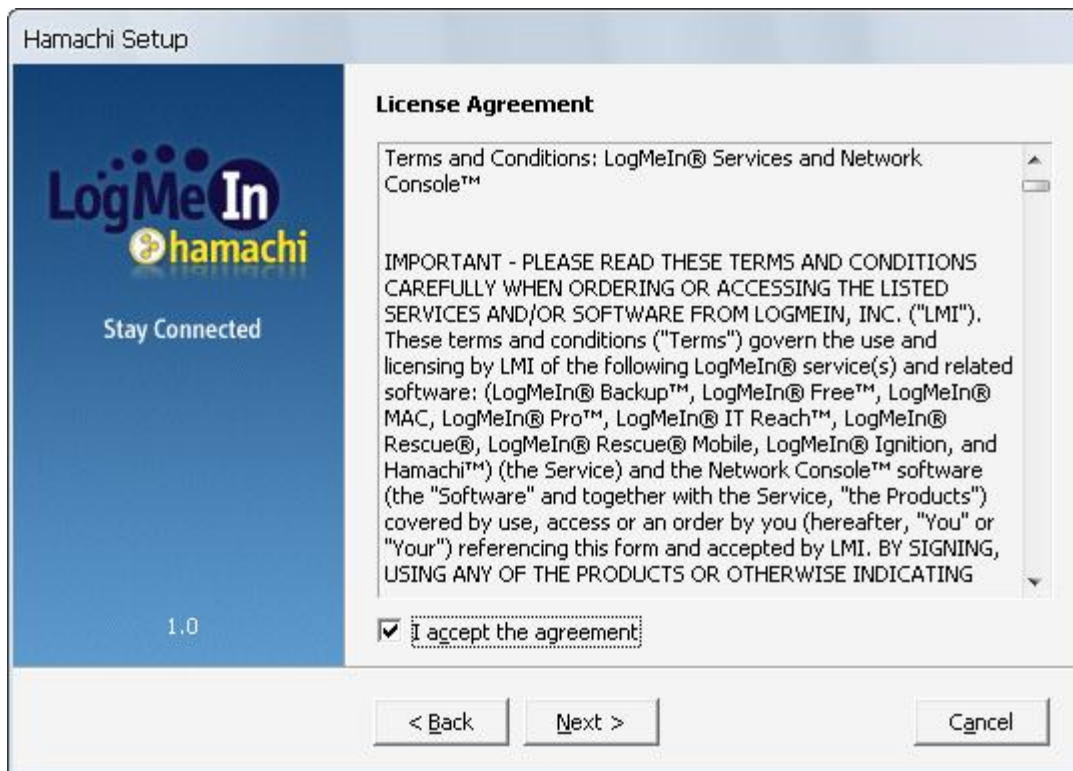 Hamachi Setup
LogMeIn
hamachi
Stay Connected
1.0
License Agreement
Terms and Conditions: LogMeIn® Services and Network
Console™
IMPORTANT - PLEASE READ THESE TERMS AND CONDITIONS
CAREFULLY WHEN ORDERING OR ACCESSING THE LISTED
SERVICES AND/OR SOFTWARE FROM LOGMEIN, INC. ("LMI").
These terms and conditions ("Terms") govern the use and
licensing by LMI of the following LogMeIn® service(s) and related
software: (LogMeIn® Backup™, LogMeIn® Free™, LogMeIn®
MAC, LogMeIn® Pro™, LogMeIn® IT Reach™, LogMeIn®
Rescue®, LogMeIn® Rescue® Mobile, LogMeIn® Ignition, and
Hamachi™) (the Service) and the Network Console™ software
(the "Software" and together with the Service, "the Products")
covered by use, access or an order by you (hereafter, "You" or
"Your") referencing this form and accepted by LMI. BY SIGNING,
USING ANY OF THE PRODUCTS OR OTHERWISE INDICATING
I accept the agreement
< Back
Next >
Cancel